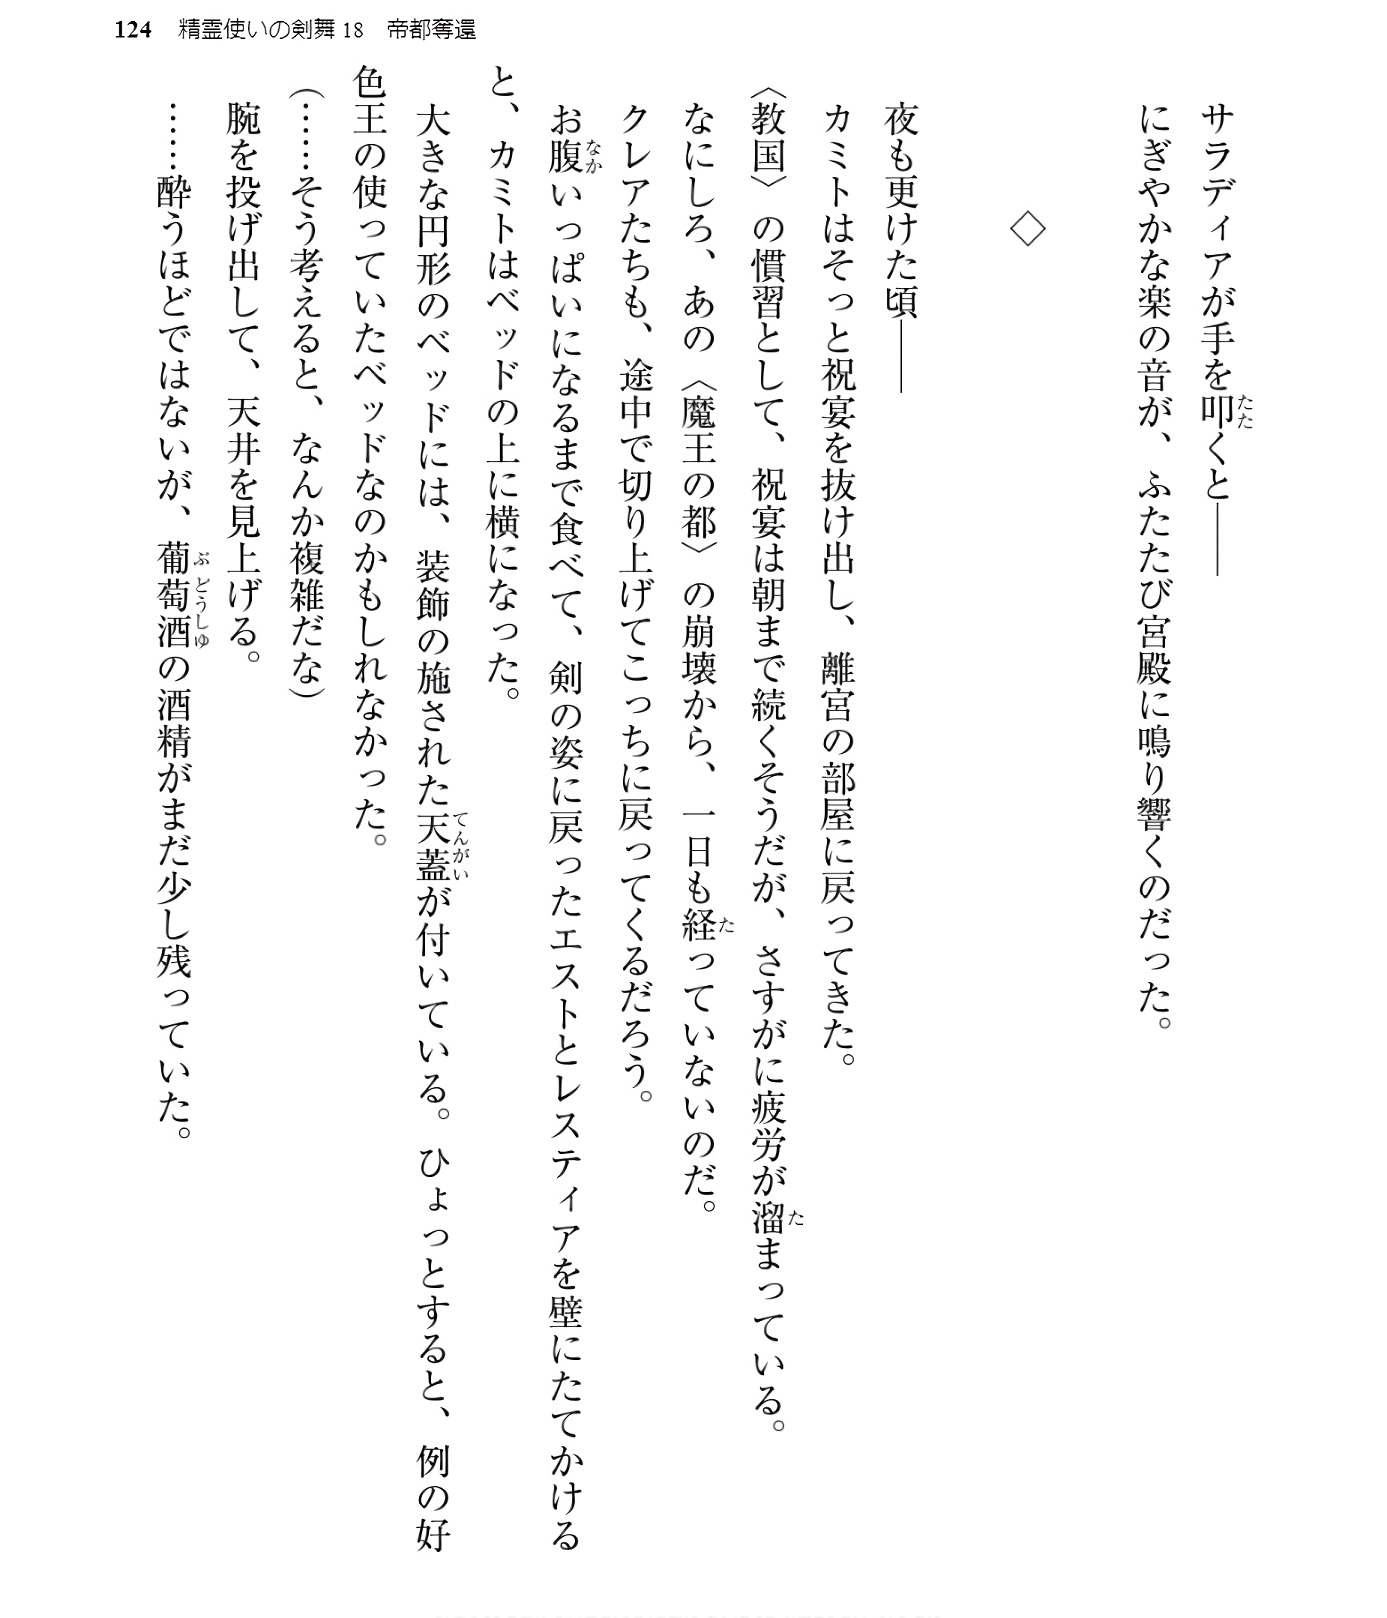 124 精霊使いの剣舞18 帝都奪還
サラディアが手を叩くと――
にぎやかな楽の音が、ふたたび宮殿に鳴り響くのだった。
◇
夜も更けた頃――
カミトはそっと祝宴を抜け出し、離宮の部屋に戻ってきた。
〈教国〉の慣習として、祝宴は朝まで続くそうだが、さすがに疲労が溜まっている。
なにしろ、あの〈魔王の都〉の崩壊から、一日も経っていないのだ。
クレアたちも、途中で切り上げてこっちに戻ってくるだろう。
お腹いっぱいになるまで食べて、剣の姿に戻ったエストとレスティアを壁にたてかける
と、カミトはベッドの上に横になった。
大きな円形のベッドには、装飾の施された天蓋が付いている。ひょっとすると、例の好
色王の使っていたベッドなのかもしれなかった。
(……そう考えると、なんか複雑だな)
腕を投げ出して、天井を見上げる。
……酔うほどではないが、葡萄酒の酒精がまだ少し残っていた。